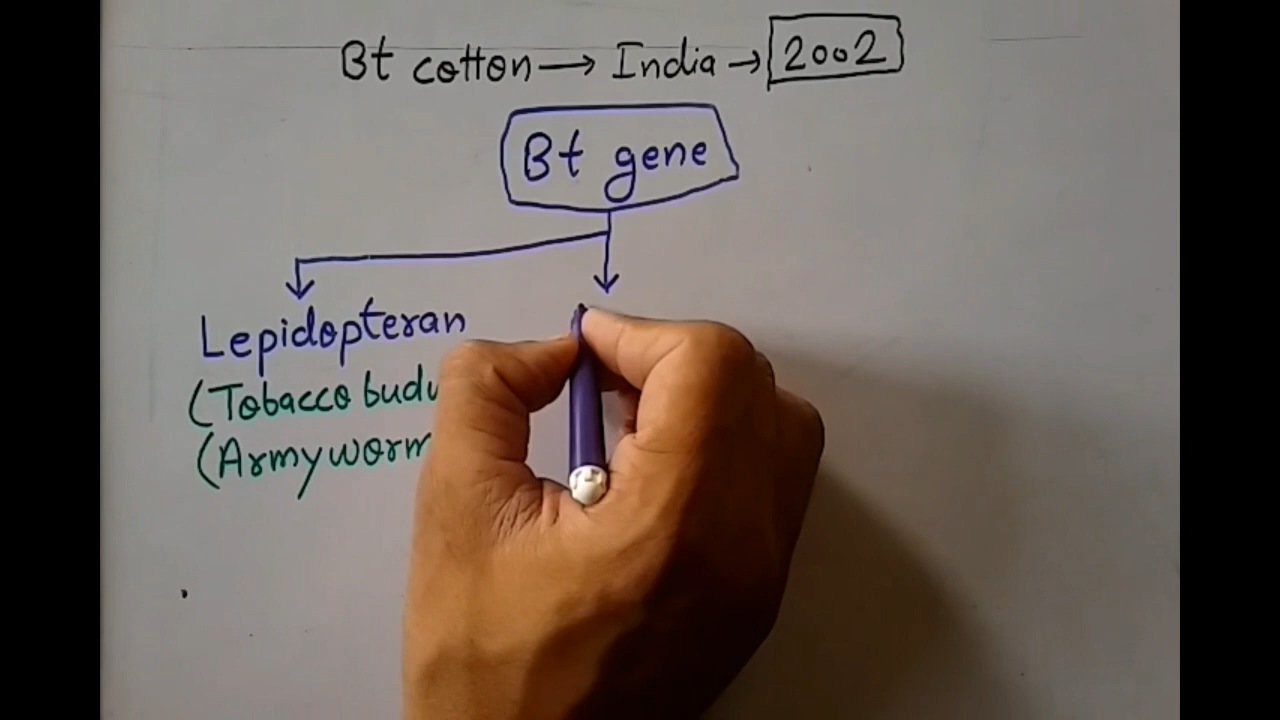 Bt cotton → India → 2002
Bt gene
Lepidopteran
(Tobacco
(Armyworm